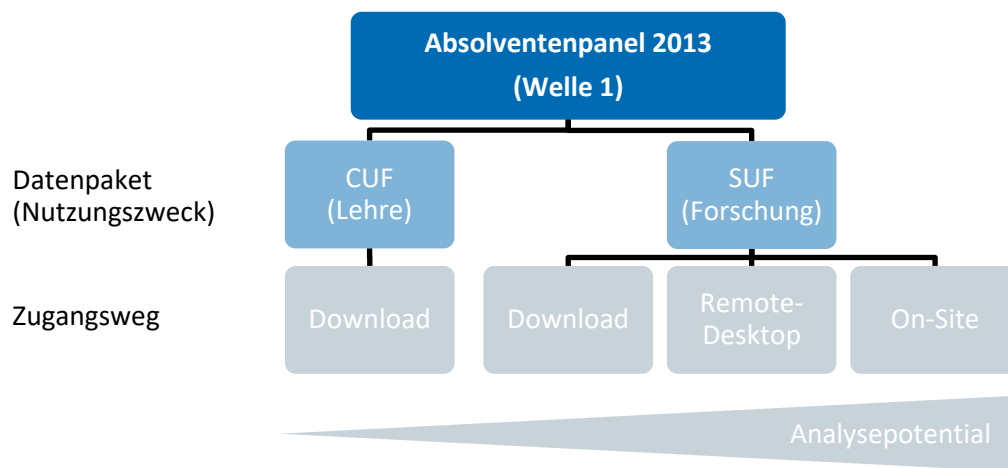 Absolventenpanel 2013
(Welle 1)
Datenpaket
(Nutzungszweck)
CUF
(Lehre)
SUF
(Forschung)
Zugangsweg
Download
Download
Remote-
Desktop
On-Site
Analysepotential